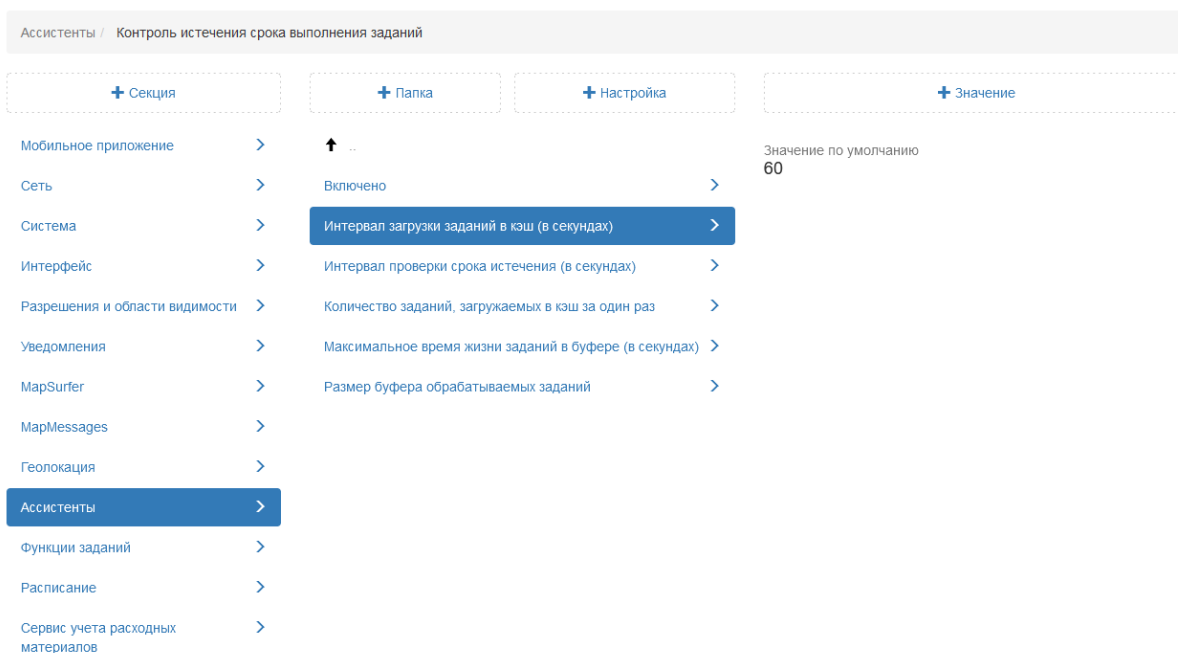 Ассистенты / Контроль истечения срока выполнения заданий
+ Секция
+ Папка
+ Настройка
+ Значение
Мобильное приложение
Сеть
Система
Интерфейс
Разрешения и области видимости
Уведомления
MapSurfer
MapMessages
Геолокация
Ассистенты
Функции заданий
Расписание
Сервис учета расходных
материалов
..
Включено
Интервал загрузки заданий в кэш (в секундах)
Интервал проверки срока истечения (в секундах)
Количество заданий, загружаемых в кэш за один раз
Максимальное время жизни заданий в буфере (в секундах)
Размер буфера обрабатываемых заданий
Значение по умолчанию
60